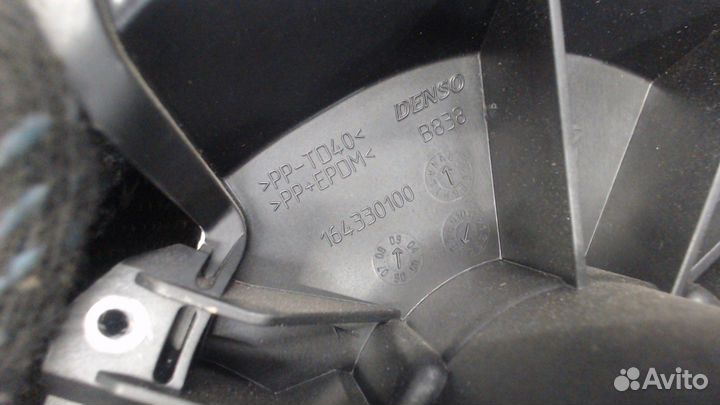 DENSO
B838
>PP-TD40<
>PP+EPDM<
164330100
Avito